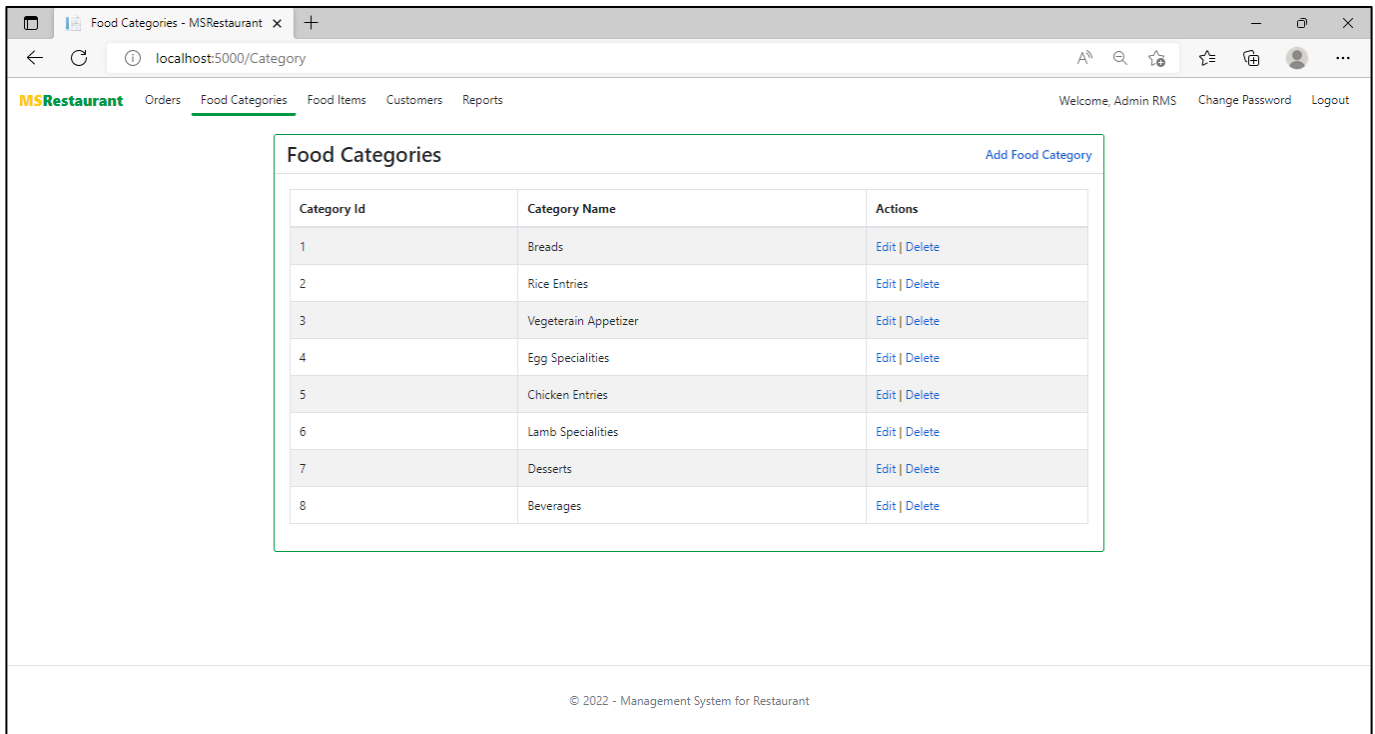 Food Categories - MSRestaurant
localhost:5000/Category
MSRestaurant Orders Food Categories Food Items Customers Reports Welcome, Admin RMS Change Password Logout
Food Categories Add Food Category
Category Id Category Name Actions
1 Breads Edit | Delete
2 Rice Entries Edit | Delete
3 Vegeterain Appetizer Edit | Delete
4 Egg Specialities Edit | Delete
5 Chicken Entries Edit | Delete
6 Lamb Specialities Edit | Delete
7 Desserts Edit | Delete
8 Beverages Edit | Delete
© 2022 - Management System for Restaurant